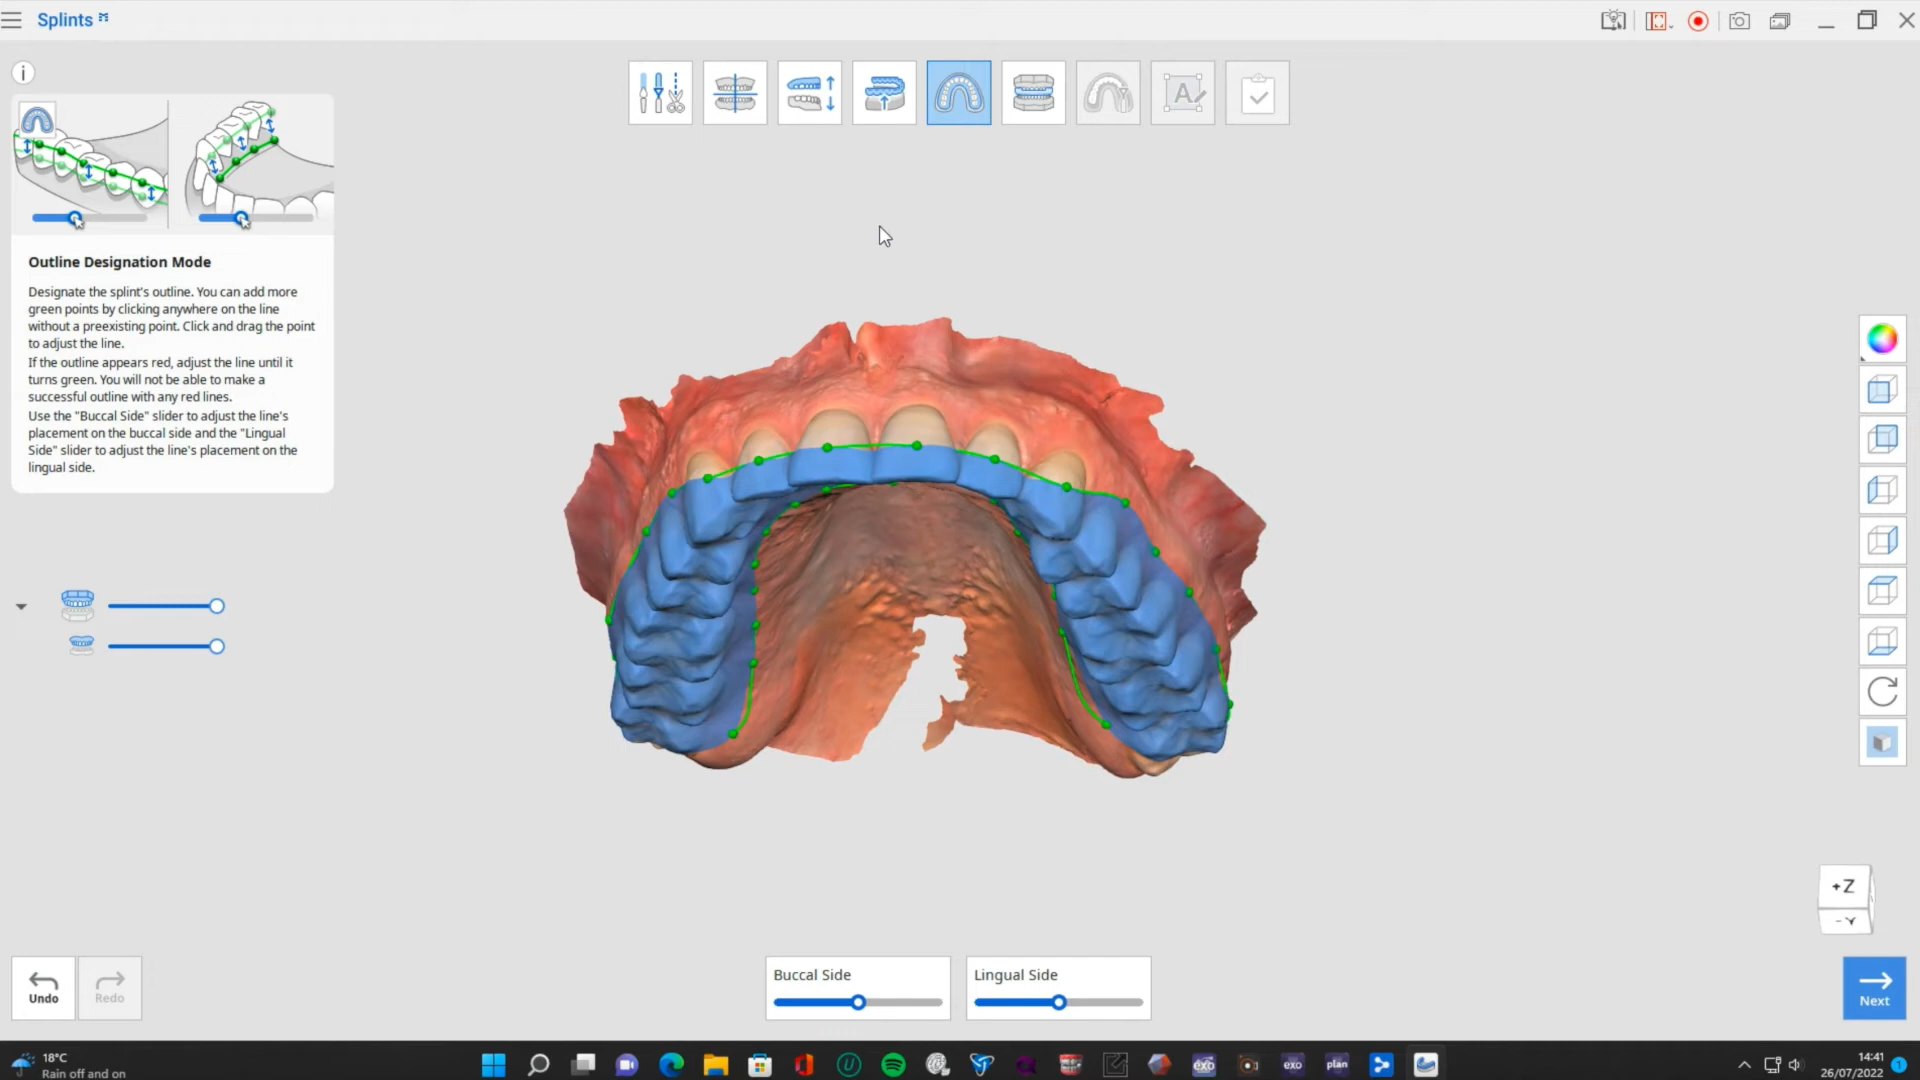 Splints
i
A
Outline Designation Mode
Designate the splint's outline. You can add more
green points by clicking anywhere on the line
without a preexisting point. Click and drag the point
to adjust the line.
If the outline appears red, adjust the line until it
turns green. You will not be able to make a
successful outline with any red lines.
Use the "Buccal Side" slider to adjust the line's
placement on the buccal side and the "Lingual
Side" slider to adjust the line's placement on the
lingual side.
+Z
-Y
Undo
Redo
Buccal Side
Lingual Side
Next
18°C
Rain off and on
exo
exo
plan
14:41
26/07/2022
1